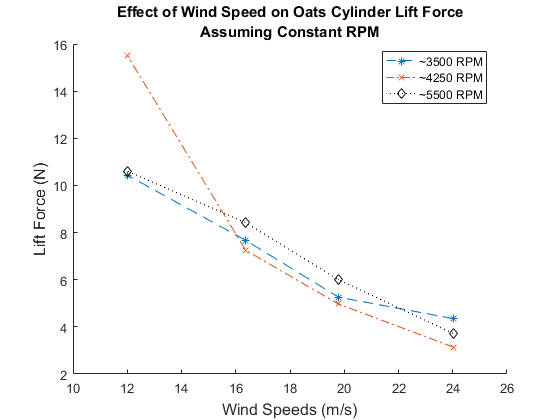 Effect of Wind Speed on Oats Cylinder Lift Force
Assuming Constant RPM
~3500 RPM
~4250 RPM
~5500 RPM
Lift Force (N)
16
14
12
10
8
6
4
2
10
12
14
16
18
20
22
24
26
Wind Speeds (m/s)